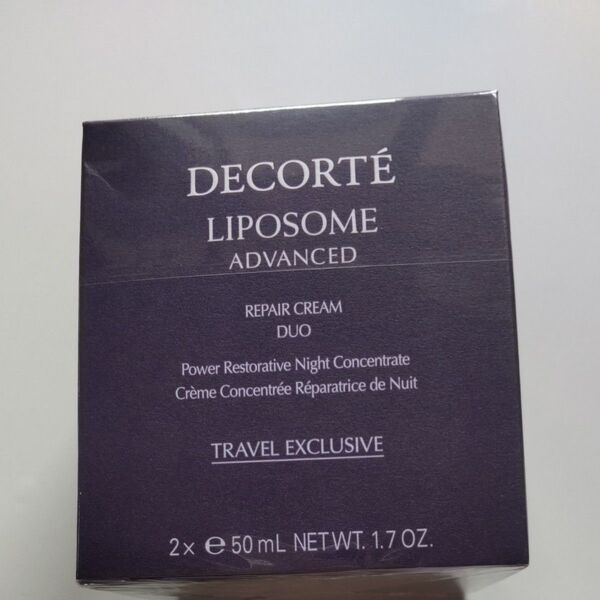 DECORTÉ
LIPOSOME
ADVANCED
REPAIR CREAM
DUO
Power Restorative Night Concentrate
Crème Concentrée Réparatrice de Nuit
TRAVEL EXCLUSIVE
2x ℮ 50 mL NET WT. 1.7 OZ.